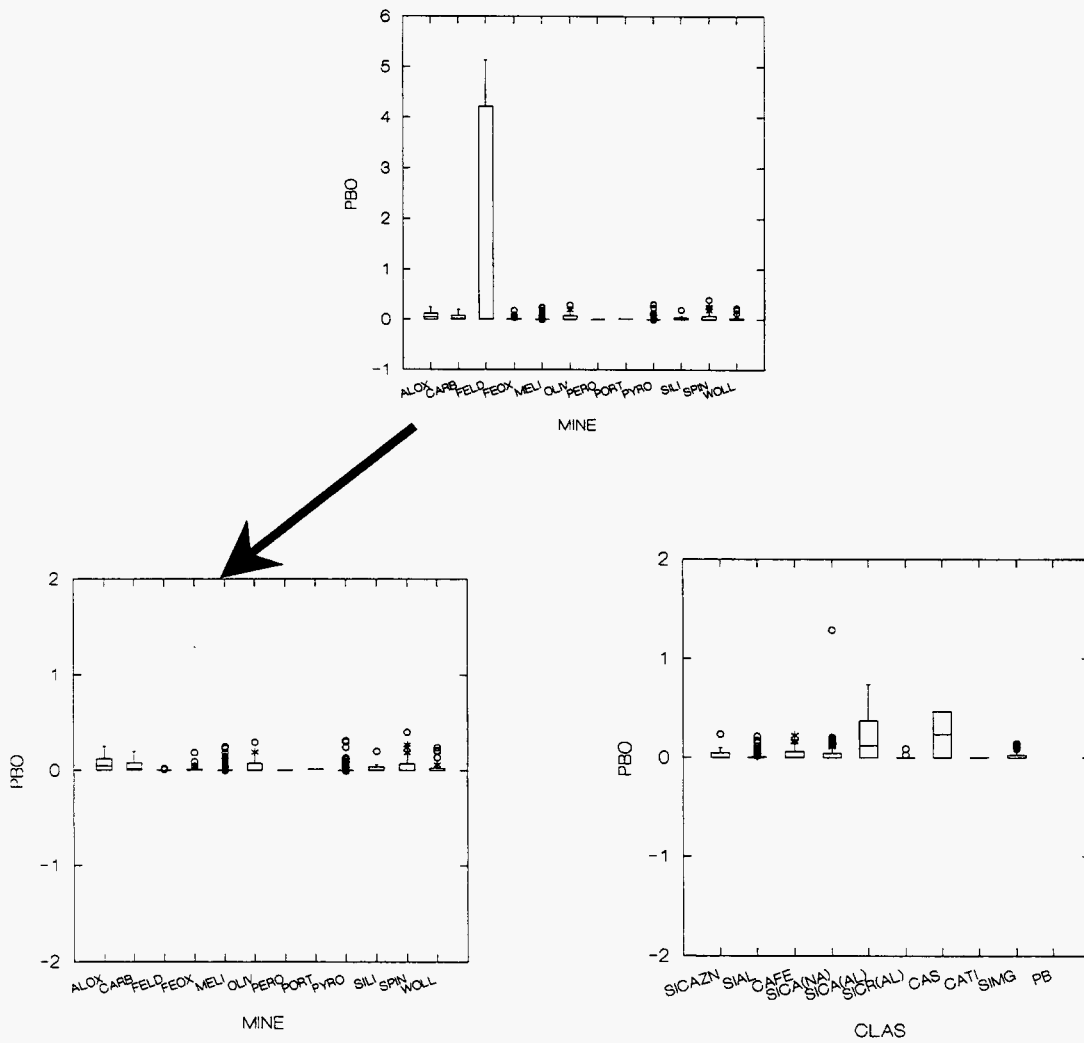 6
5
4
3
2
1
0
-1
PBO
ALOX CARB FELD FEOX MELI OLIV PERO PORT PYRO SILI SPIN WOLL
MINE
2
1
0
-1
-2
PBO
ALOX CARB FELD FEOX MELI OLIV PERO PORT PYRO SILI SPIN WOLL
MINE
2
1
0
-1
-2
PBO
SICAZN SIAL CAFE SICA(NA) SICA(AL) SICR(AL) CAS CATI SIMG PB
CLAS